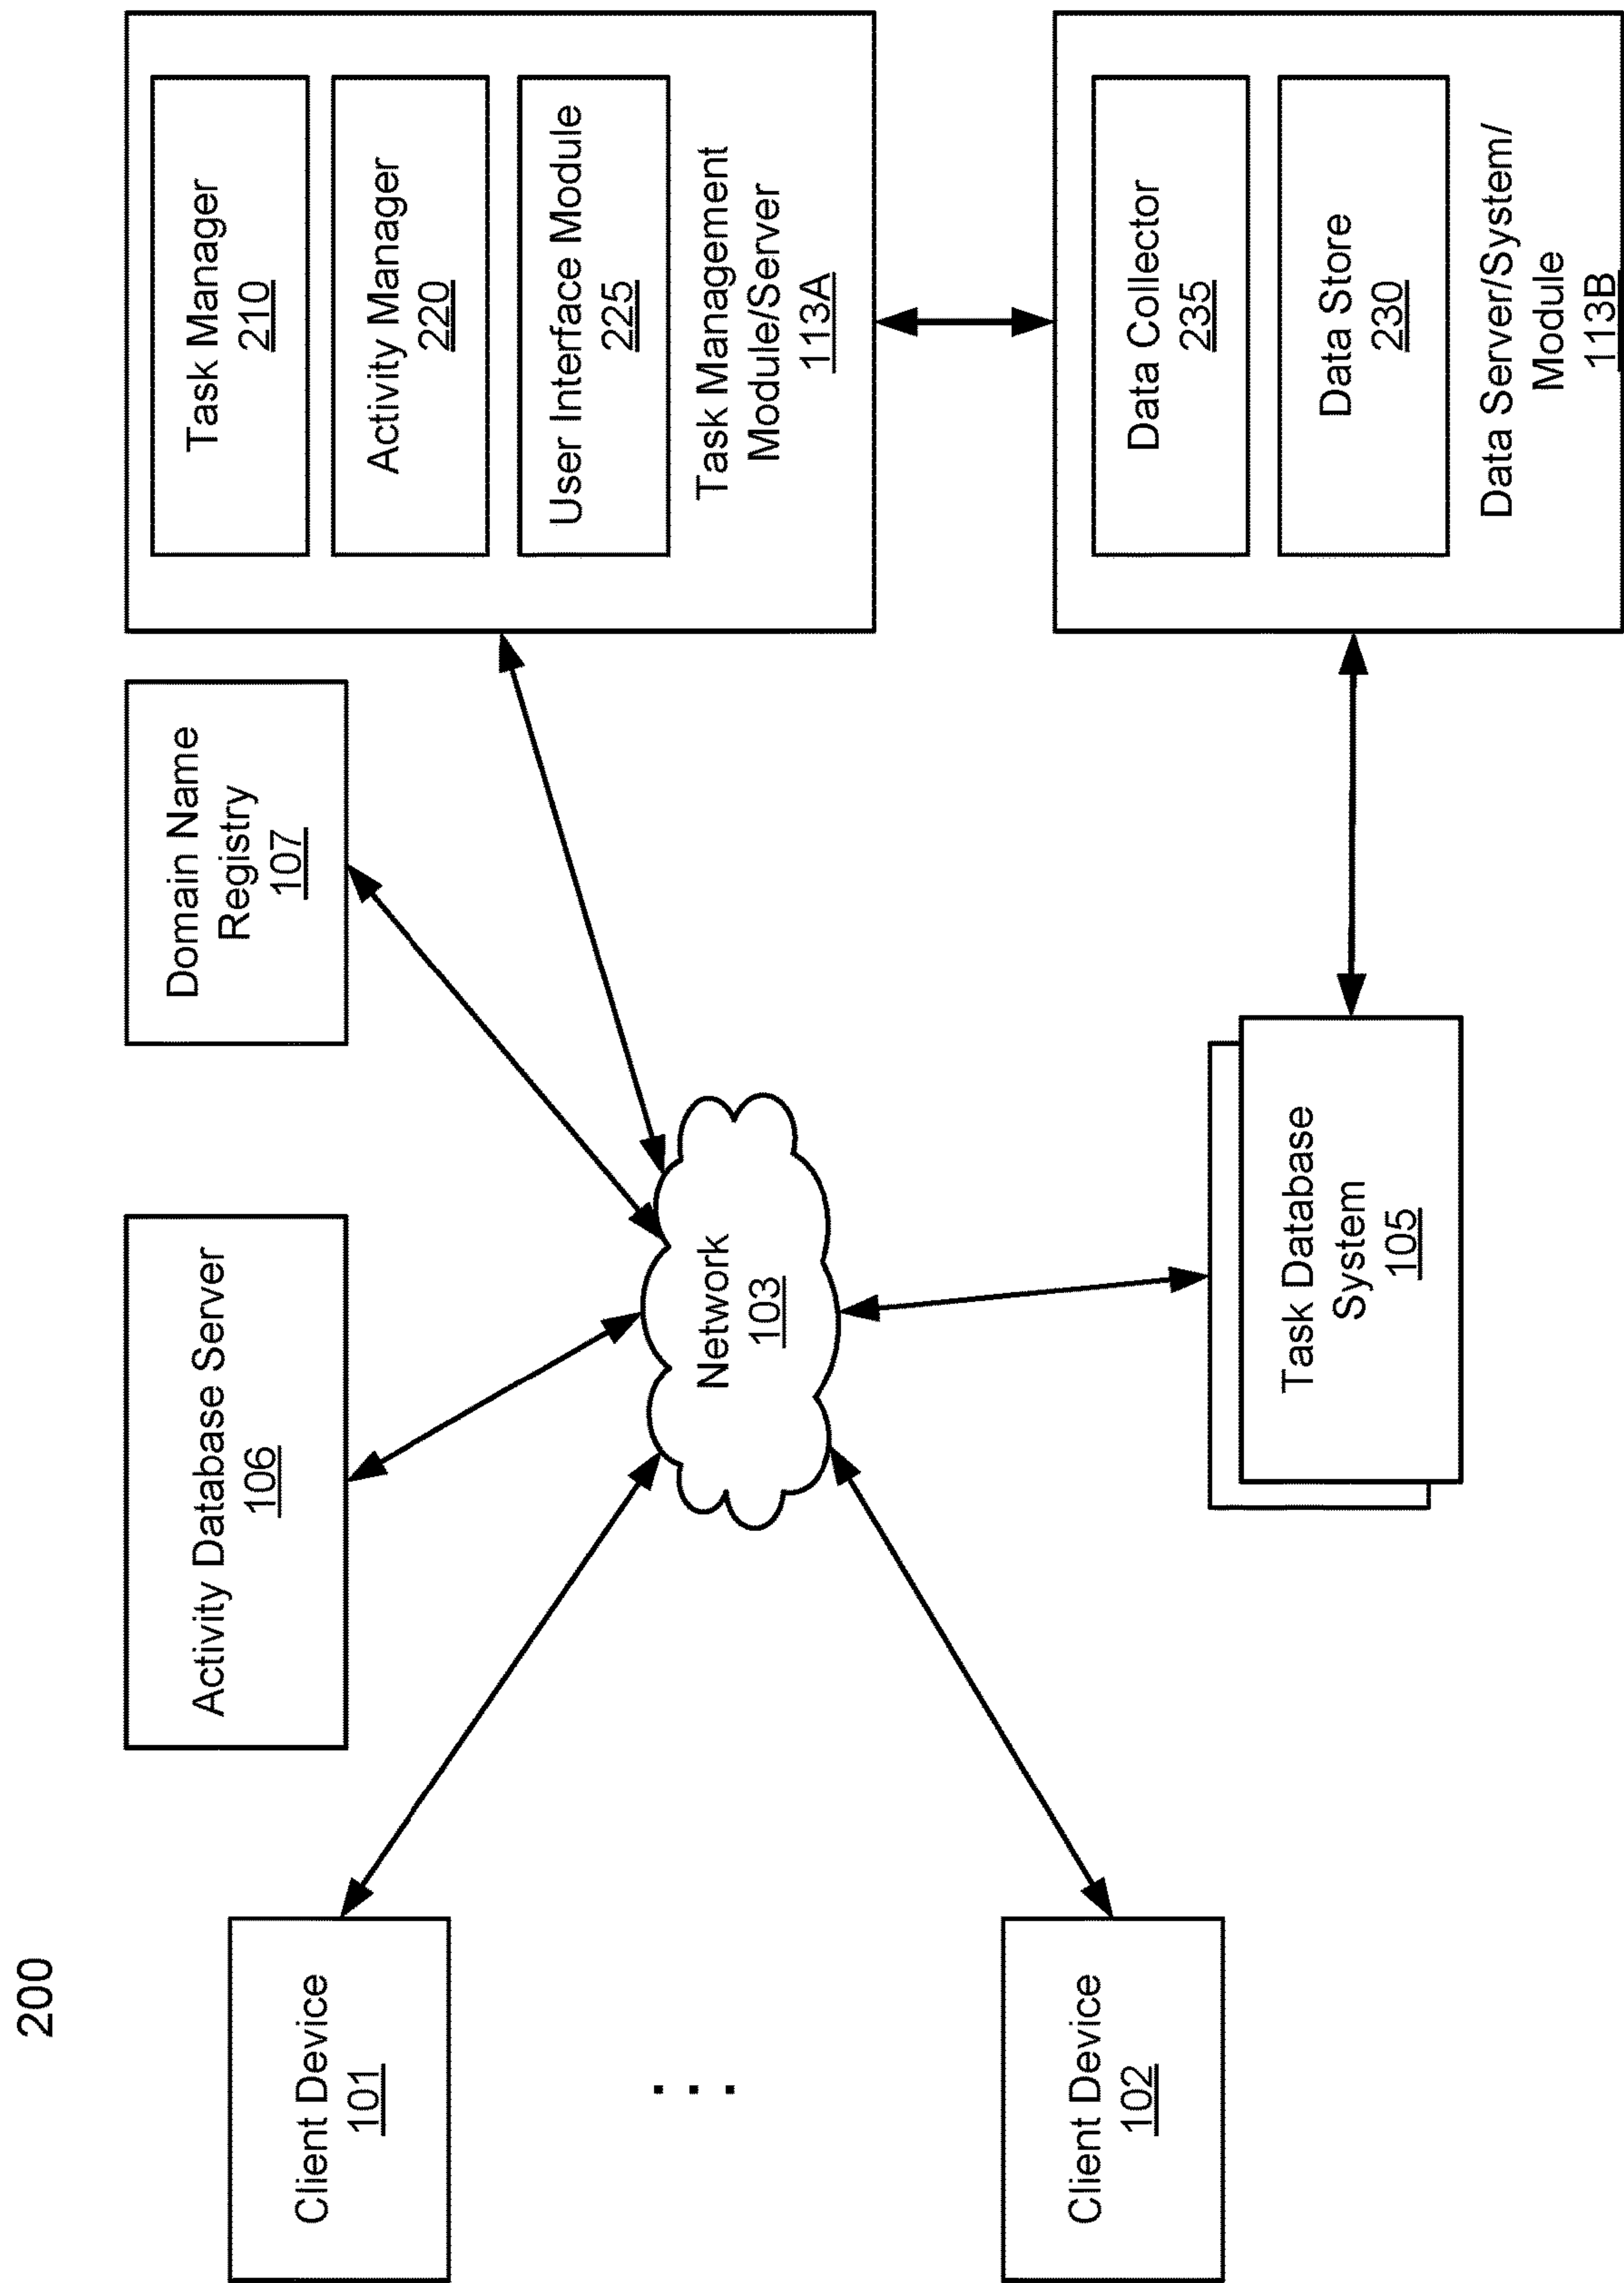 200
Client Device
101
. . .
Client Device
102
Activity Database Server
106
Domain Name
Registry
107
Network
103
Task Database
System
105
Task Manager
210
Activity Manager
220
User Interface Module
225
Task Management
Module/Server
113A
Data Collector
235
Data Store
230
Data Server/System/
Module
113B